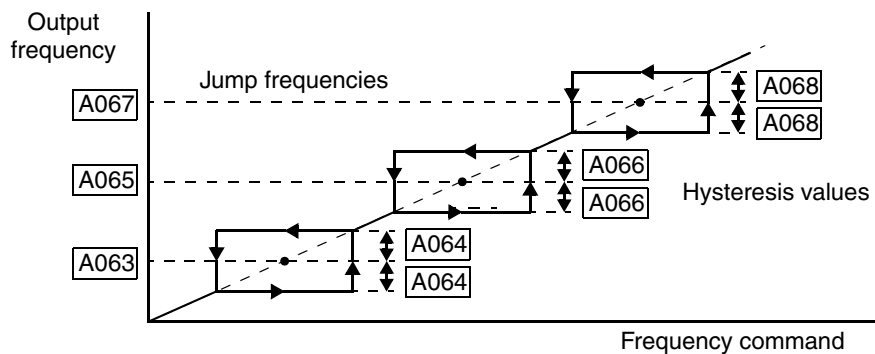 Output
frequency
Jump frequencies
A067
A068
A068
A065
A066
A066
Hysteresis values
A063
A064
A064
Frequency command